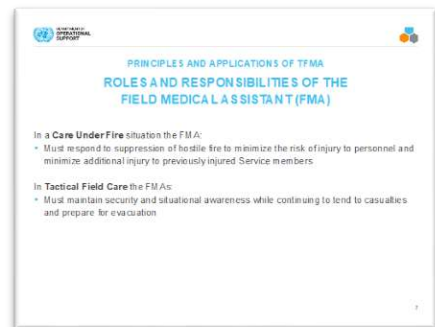 DEPARTMENT OF
OPERATIONAL
SUPPORT
PRINCIPLES AND APPLICATIONS OF TFMA
ROLES AND RESPONSIBILITIES OF THE
FIELD MEDICAL ASSISTANT (FMA)
In a Care Under Fire situation the FMA:
• Must respond to suppression of hostile fire to minimize the risk of injury to personnel and
minimize additional injury to previously injured Service members
In Tactical Field Care the FMAs:
• Must maintain security and situational awareness while continuing to tend to casualties
and prepare for evacuation